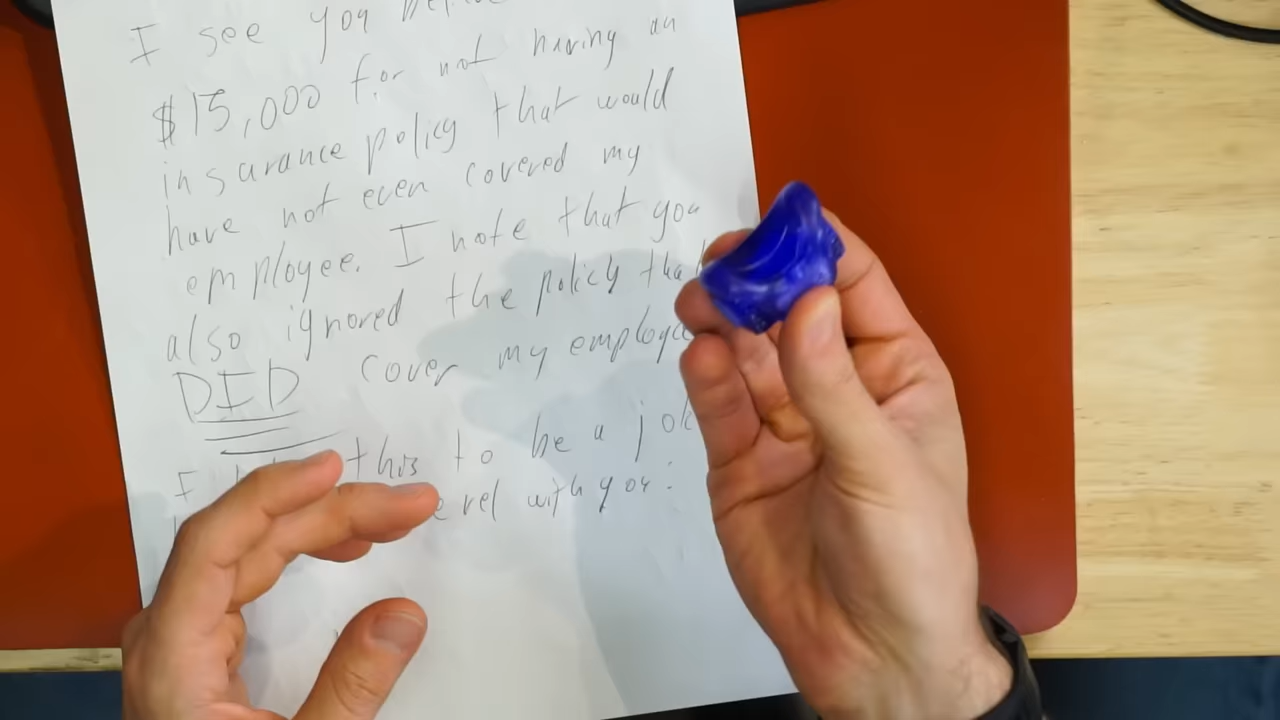 I see you
$15,000 for not having an
insurance policy that would
have not even covered my
employee. I note that you
also ignored the policy that
DID cover my employee
I this to be a
with you: